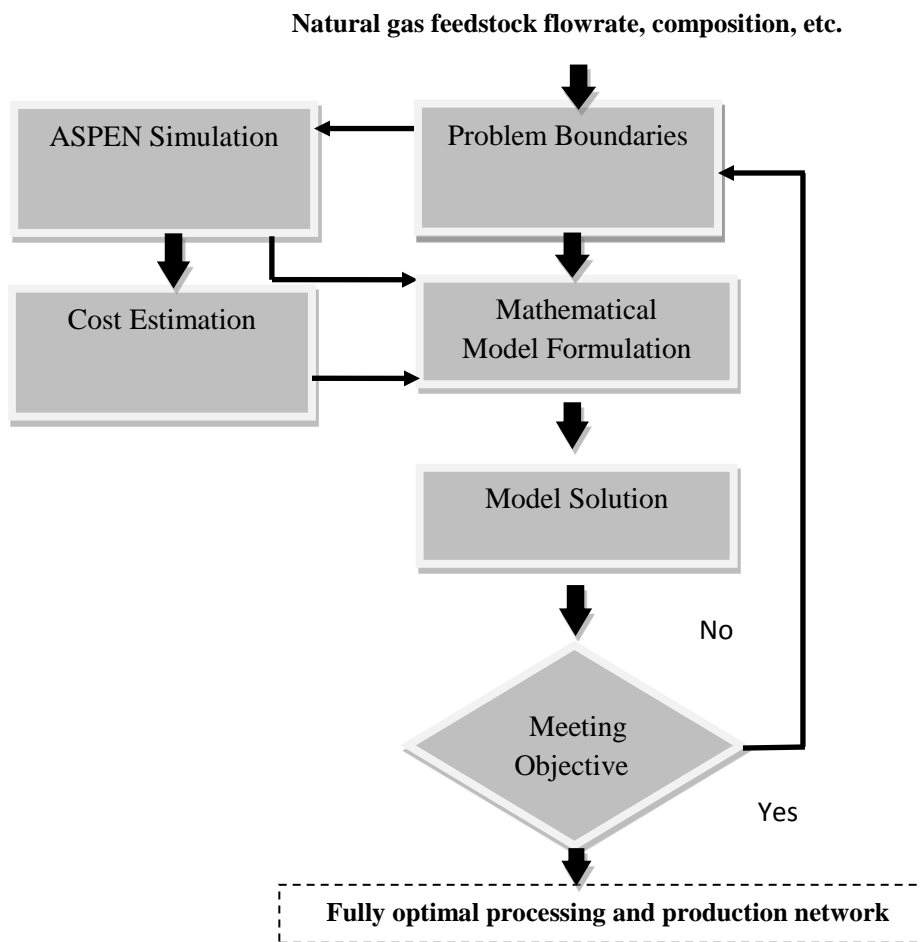 Natural gas feedstock flowrate, composition, etc.
ASPEN Simulation
Problem Boundaries
Cost Estimation
Mathematical
Model Formulation
Model Solution
No
Meeting
Objective
Yes
Fully optimal processing and production network